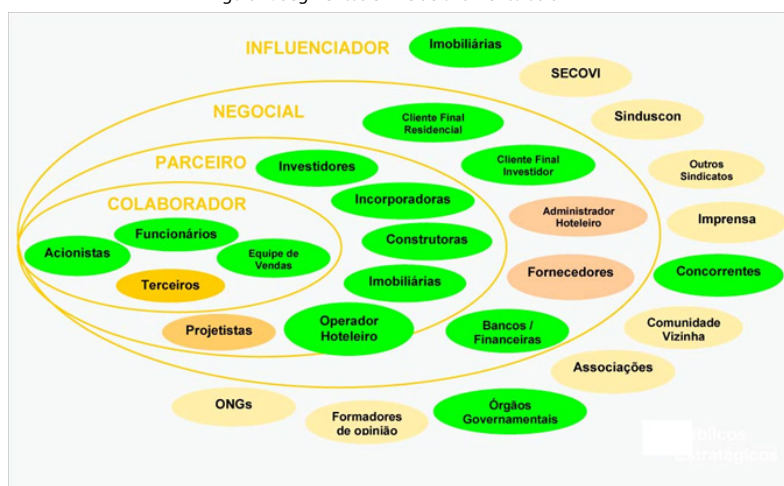 INFLUENCIADOR
Imobiliárias
SECOVI
NEGOCIAL
Cliente Final
Residencial
Sinduscon
PARCEIRO
Investidores
Cliente Final
Investidor
Outros
Sindicatos
COLABORADOR
Incorporadoras
Administrador
Hoteleiro
Imprensa
Funcionários
Acionistas
Equipe de
Vendas
Construtoras
Terceiros
Imobiliárias
Fornecedores
Concorrentes
Projetistas
Operador
Hoteleiro
Bancos /
Financeiras
Comunidade
Vizinha
Associações
ONGs
Formadores
de opinião
Órgãos
Governamentais
estratégicos